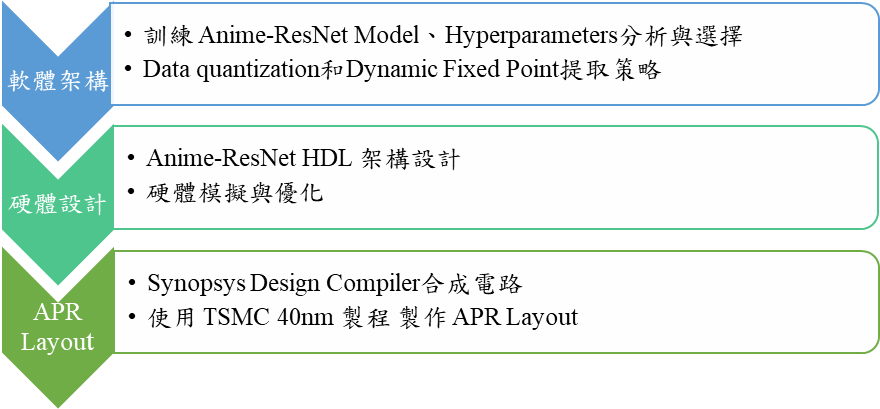 軟體架構
• 訓練 Anime-ResNet Model、Hyperparameters分析與選擇
• Data quantization和Dynamic Fixed Point提取策略
硬體設計
• Anime-ResNet HDL 架構設計
• 硬體模擬與優化
APR
Layout
• Synopsys Design Compiler合成電路
• 使用 TSMC 40nm 製程 製作 APR Layout